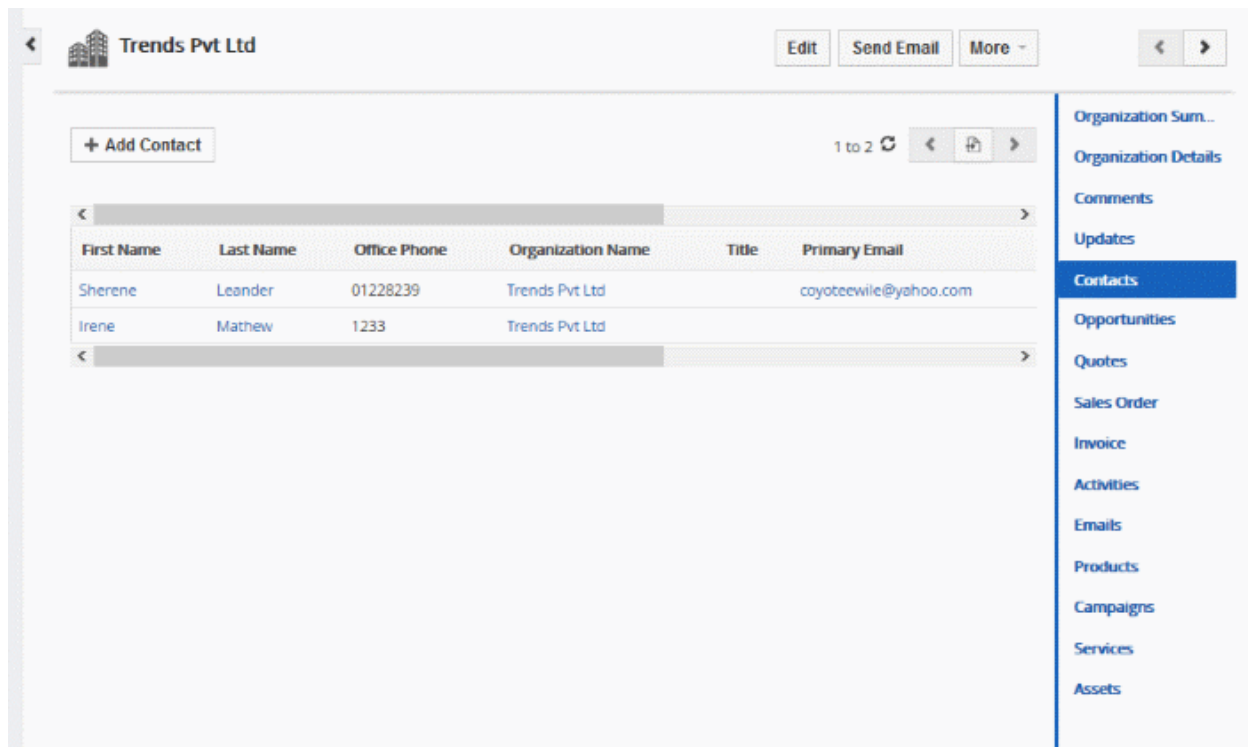 Trends Pvt Ltd
Edit Send Email More
+ Add Contact
1 to 2
First Name Last Name Office Phone Organization Name Title Primary Email
Sherene Leander 01228239 Trends Pvt Ltd coyoteewile@yahoo.com
Irene Mathew 1233 Trends Pvt Ltd
Organization Sum...
Organization Details
Comments
Updates
Contacts
Opportunities
Quotes
Sales Order
Invoice
Activities
Emails
Products
Campaigns
Services
Assets